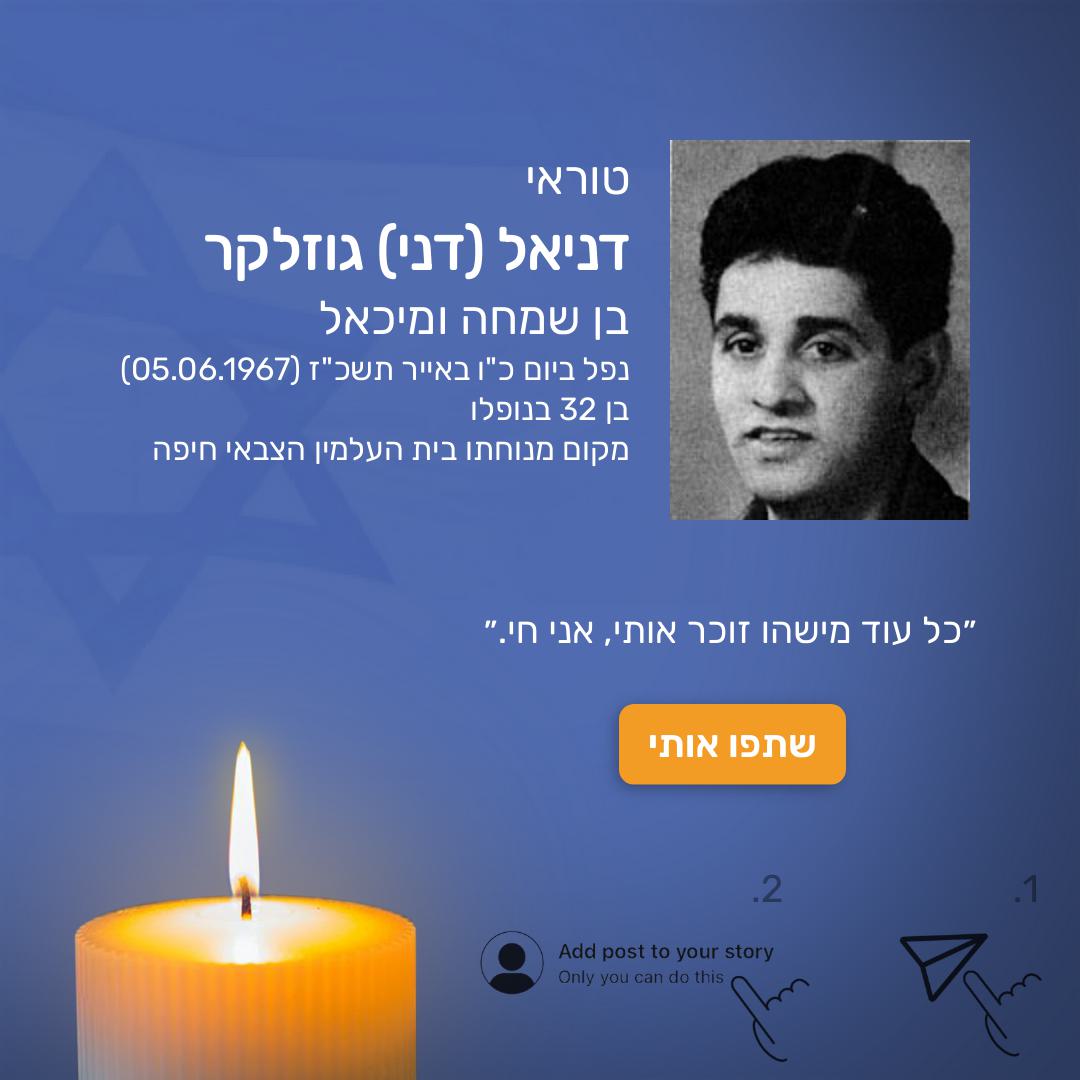 טוראי
דניאל (דני) גוזלקר
בן שמחה ומיכאל
נפל ביום כ"ו באייר תשכ"ז (05.06.1967)
בן 32 בנופלו
מקום מנוחתו בית העלמין הצבאי חיפה
״כל עוד מישהו זוכר אותי, אני חי.״
שתפו אותי
.1
.2
Add post to your story
Only you can do this